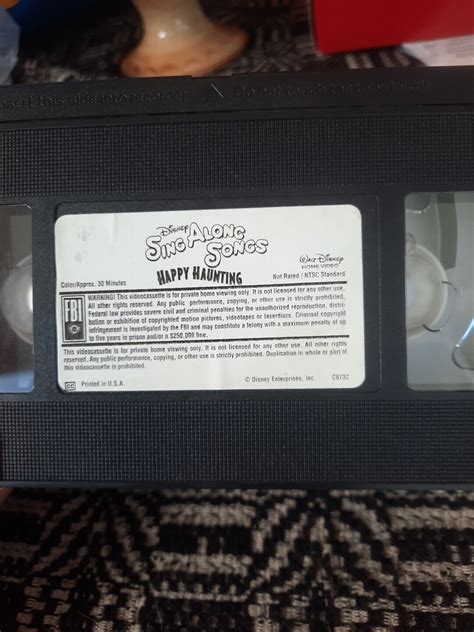 Insert this side into recorder
Disney
SING ALONG
SONGS
HAPPY HAUNTING
WALT DISNEY
HOME VIDEO
Color/Approx. 30 Minutes
Not Rated / NTSC Standard
FBI
WARNING! This videocassette is for private home viewing only. It is not licensed for any other use.
All other rights reserved. Any public performance, copying, or other use is strictly prohibited.
Federal law provides severe civil and criminal penalties for the unauthorized reproduction, distri-
bution or exhibition of copyrighted motion pictures, videotapes or laserdiscs. Criminal copyright
infringement is investigated by the FBI and may constitute a felony with a maximum penalty of up
to five years in prison and/or a $250,000 fine.
This videocassette is for private home viewing only. It is not licensed for any other use. All other rights
reserved. Any public performance, copying, or other use is strictly prohibited. Duplication in whole or part of
this videocassette is prohibited.
CC Printed in U.S.A.
© Disney Enterprises, Inc.